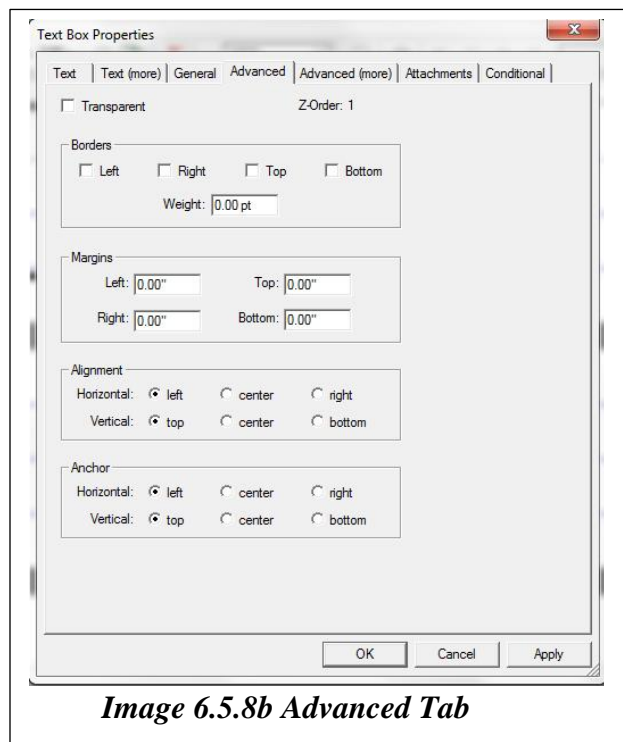 Text Box Properties
Text Text (more) General Advanced Advanced (more) Attachments Conditional
Transparent Z-Order: 1
Borders
Left Right Top Bottom
Weight: 0.00 pt
Margins
Left: 0.00" Top: 0.00"
Right: 0.00" Bottom: 0.00"
Alignment
Horizontal: left center right
Vertical: top center bottom
Anchor
Horizontal: left center right
Vertical: top center bottom
OK Cancel Apply
Image 6.5.8b Advanced Tab